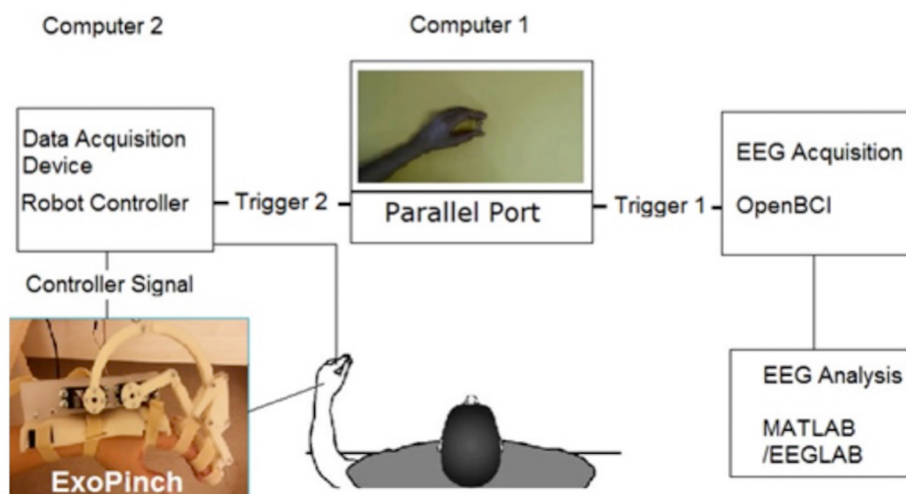 Computer 2
Computer 1
Data Acquisition
Device
Robot Controller
Trigger 2
Parallel Port
Trigger 1
EEG Acquisition
OpenBCI
Controller Signal
ExoPinch
EEG Analysis
MATLAB
/EEGLAB